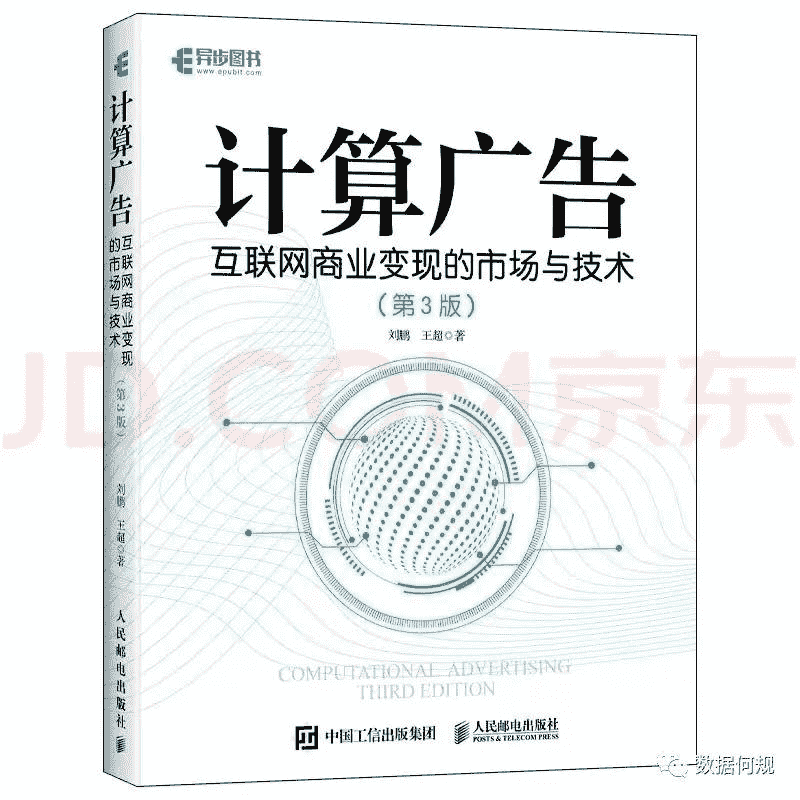 异步图书
www.epubit.com
计算广告
互联网商业变现的市场与技术
（第3版）
刘鹏 王超◎著
COMPUTATIONAL ADVERTISING
THIRD EDITION
中国工信出版集团
人民邮电出版社
POSTS & TELECOM PRESS
计算广告
互联网商业变现
的市场与技术
（第3版）
刘鹏 王超◎著
人民邮电出版社
JD.COM京东
数据何规